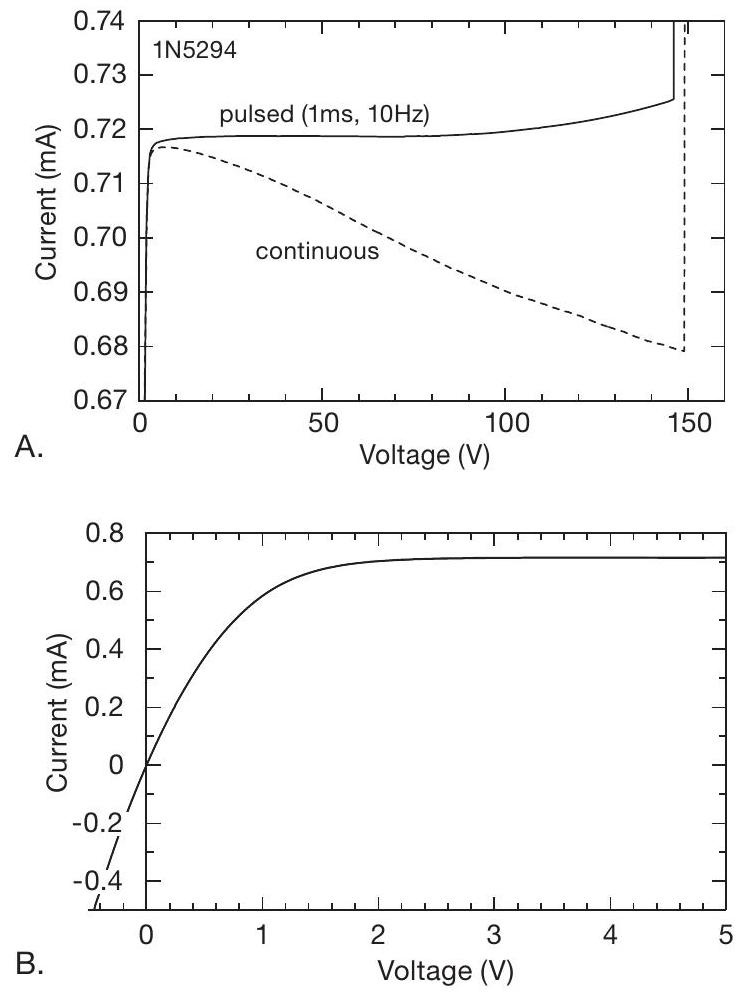 0.74
1N5294
0.73
pulsed (1ms, 10Hz)
0.72
0.71
0.70
continuous
0.69
0.68
0.67
Current (mA)
0 50 100 150
A.
Voltage (V)
0.8
0.6
0.4
0.2
0
-0.2
-0.4
Current (mA)
0 1 2 3 4 5
B.
Voltage (V)